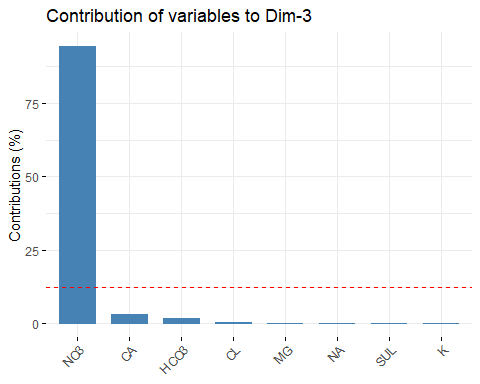 Contribution of variables to Dim-3
Contributions (%)
75
50
25
0
NO3
CA
HCO3
CL
MG
NA
SUL
K